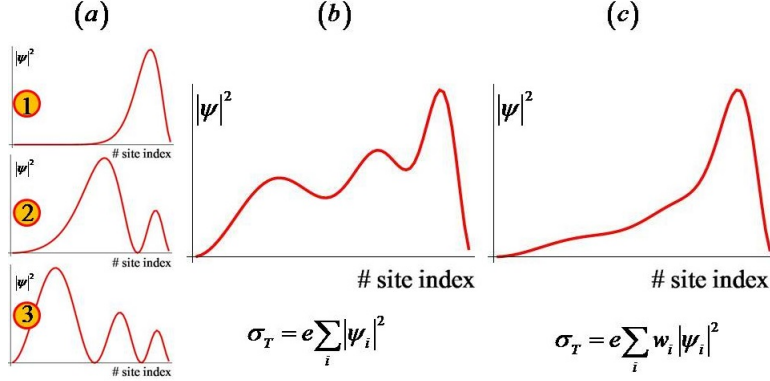 (a)
|ψ|²
1
# site index
|ψ|²
2
# site index
|ψ|²
3
# site index
(b)
|ψ|²
# site index
σ_T = e∑_i |ψ_i|²
(c)
|ψ|²
# site index
σ_T = e∑_i w_i |ψ_i|²